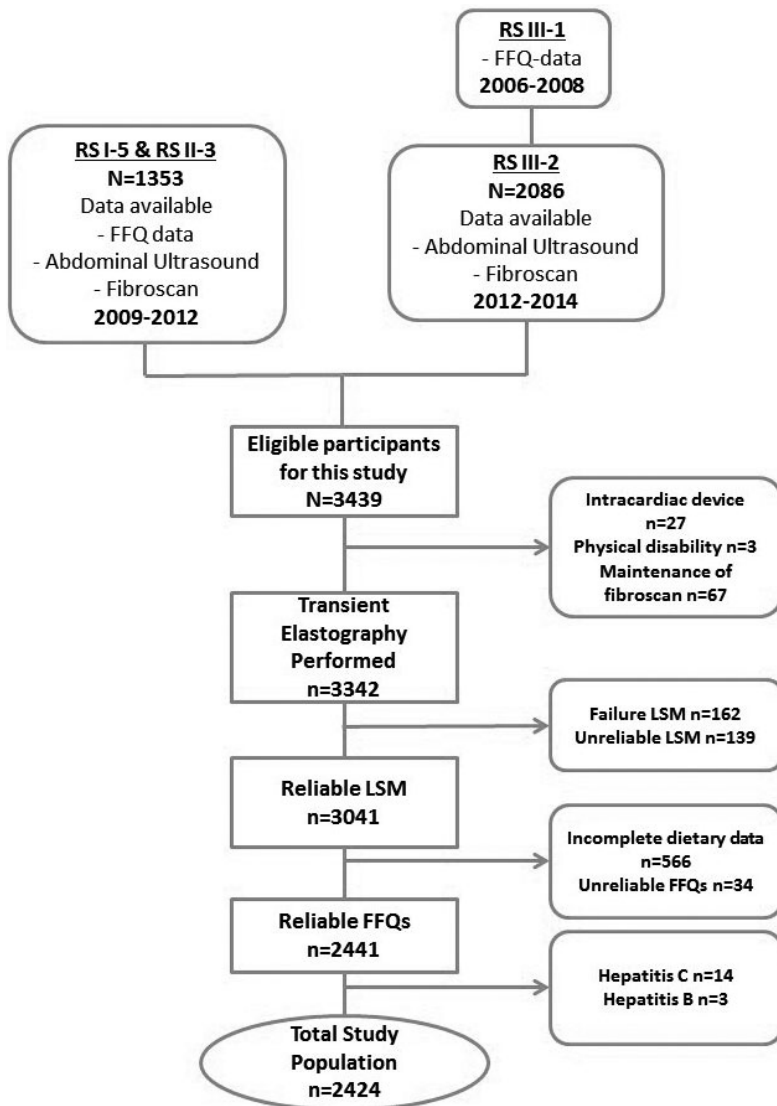 RS III-1
- FFQ-data
2006-2008
RS I-5 & RS II-3
N=1353
Data available
- FFQ data
- Abdominal Ultrasound
- Fibroscan
2009-2012
RS III-2
N=2086
Data available
- Abdominal Ultrasound
- Fibroscan
2012-2014
Eligible participants
for this study
N=3439
Intracardiac device
n=27
Physical disability n=3
Maintenance of
fibroscan n=67
Transient
Elastography
Performed
n=3342
Failure LSM n=162
Unreliable LSM n=139
Reliable LSM
n=3041
Incomplete dietary data
n=566
Unreliable FFQs n=34
Reliable FFQs
n=2441
Hepatitis C n=14
Hepatitis B n=3
Total Study
Population
n=2424